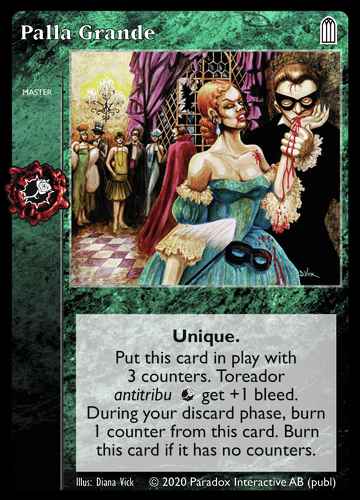 Palla Grande
MASTER
D.VICK
Unique.
Put this card in play with
3 counters. Toreador
antitribu get +1 bleed.
During your discard phase, burn
1 counter from this card. Burn
this card if it has no counters.
Illus: Diana Vick © 2020 Paradox Interactive AB (publ)